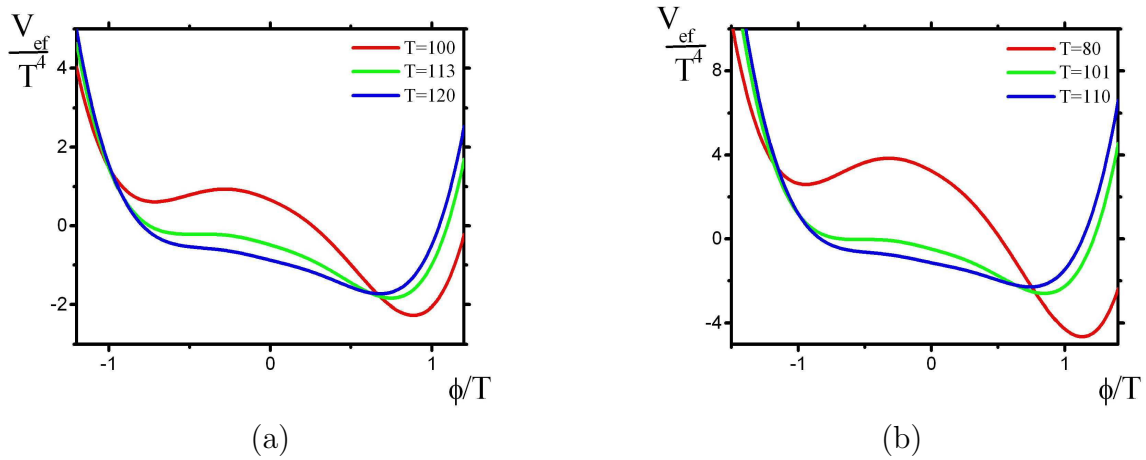 V_ef
T^4
T=100
T=113
T=120
4
2
0
-2
-1
0
1
ϕ/T
(a)
V_ef
T^4
T=80
T=101
T=110
8
4
0
-4
-1
0
1
ϕ/T
(b)